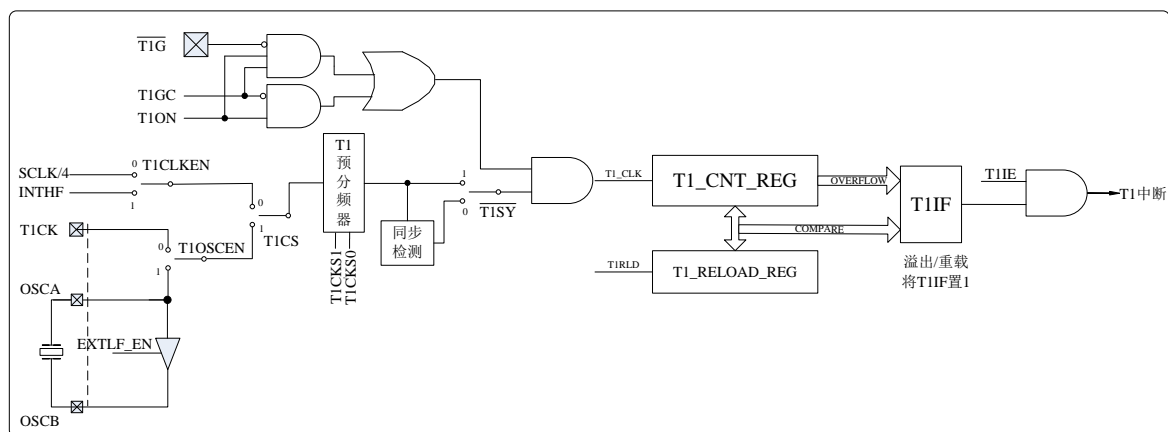 T1G
T1GC
T1ON
SCLK/4
INTHF
0
1
T1CLKEN
T1CK
0
1
T1OSCEN
0
1
T1CS
OSCA
EXTLF_EN
OSCB
T1
预
分
频
器
T1CKS1
T1CKS0
同步
检测
1
0
T1SY
T1_CLK
T1_CNT_REG
OVERFLOW
COMPARE
T1RLD
T1_RELOAD_REG
T1IF
溢出/重载
将T1IF置1
T1IE
T1中断